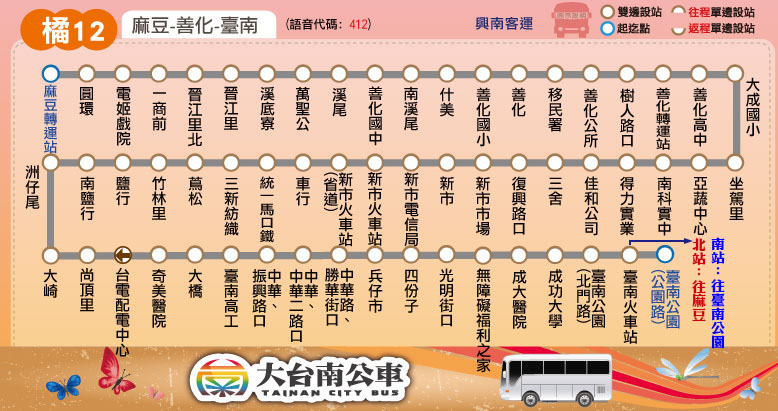 橘12
麻豆-善化-臺南
(語音代碼: 412)
興南客運
雙邊設站
往程單邊設站
起迄點
返程單邊設站
麻豆轉運站
圓環
電姬戲院
一商前
晉江里北
晉江里
溪底寮
萬聖公
溪尾
善化國中
南溪尾
什美
善化國小
善化
移民署
善化公所
樹人路口
善化轉運站
善化高中
大成國小
坐駕里
亞蔬中心
南科實中
得力實業
佳和公司
三舍
復興路口
新市市場
新市
新市電信局
新市火車站
新市火車站(省道)
車行
統一馬口鐵
三新紡織
蔦松
竹林里
鹽行
南鹽行
洲仔尾
大崎
尚頂里
台電配電中心
奇美醫院
大橋
臺南高工
中華、振興路口
中華、中華二路口
中華路、勝華街口
兵仔市
四份子
光明街口
無障礙福利之家
成大醫院
成功大學
臺南公園(北門路)
臺南火車站
臺南公園(公園路)
北站：往麻豆
南站：往臺南公園
大台南公車
TAINAN CITY BUS